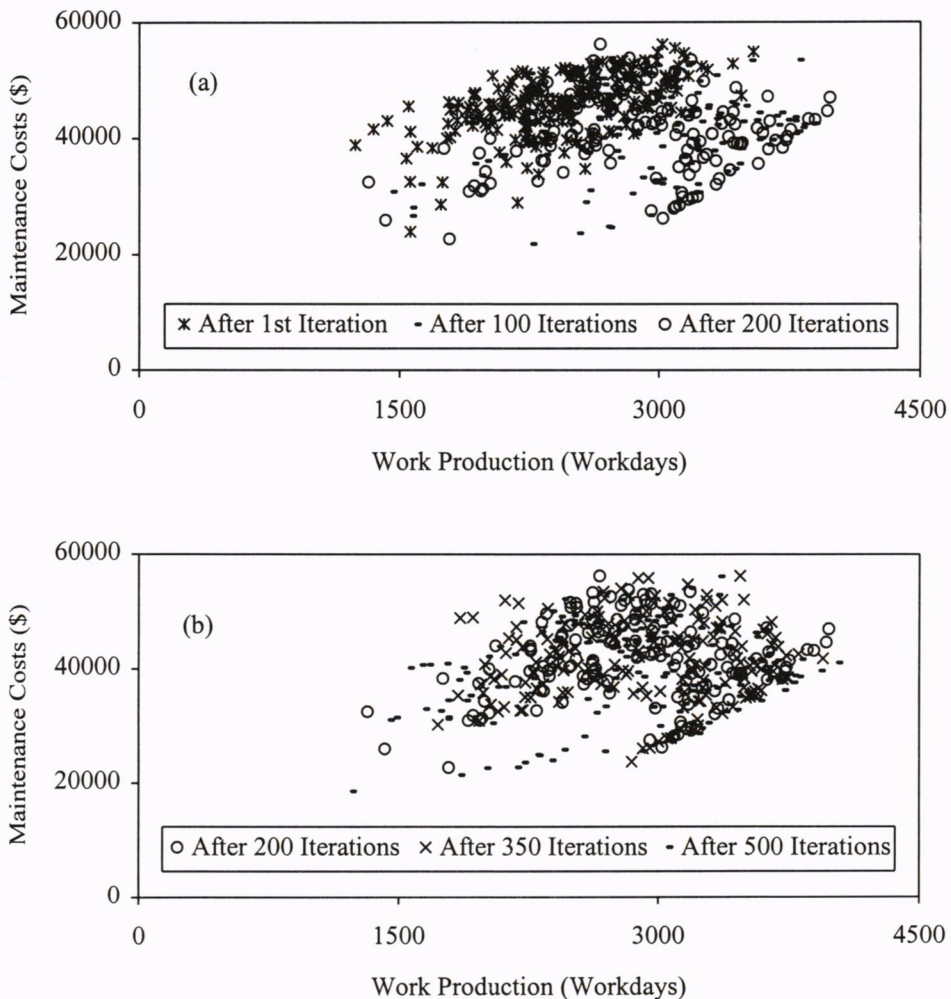 60000
40000
20000
0
Maintenance Costs ($)
(a)
After 1st Iteration After 100 Iterations After 200 Iterations
0 1500 3000 4500
Work Production (Workdays)
60000
40000
20000
0
Maintenance Costs ($)
(b)
After 200 Iterations After 350 Iterations After 500 Iterations
0 1500 3000 4500
Work Production (Workdays)